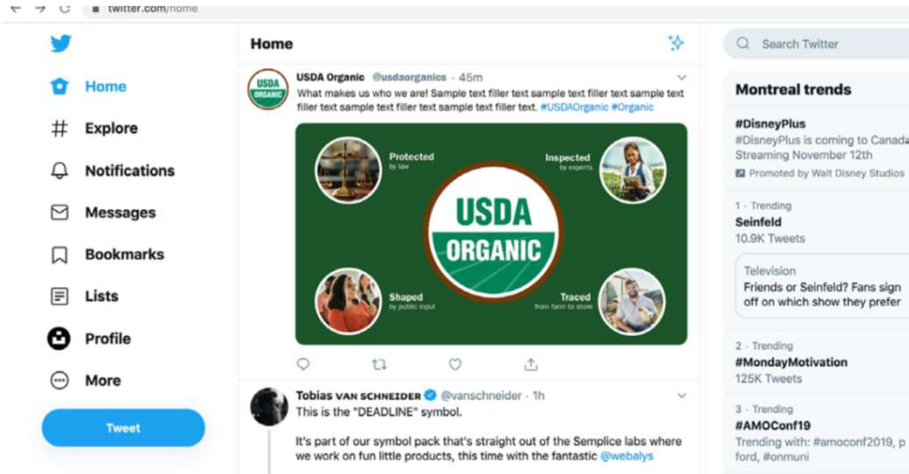 twitter.com/home
Home
Explore
Notifications
Messages
Bookmarks
Lists
Profile
More
Tweet
Home
USDA Organic @usdaorganics · 45m
What makes us who we are! Sample text filler text sample text filler text sample text
filler text sample text filler text sample text filler text. #USDAOrganic #Organic
USDA
ORGANIC
Protected
by law
Inspected
by experts
USDA
ORGANIC
Shaped
by public input
Traced
from farm to store
Tobias VAN SCHNEIDER @vanschneider · 1h
This is the "DEADLINE" symbol.
It's part of our symbol pack that's straight out of the Semplice labs where
we work on fun little products, this time with the fantastic @webalys
Search Twitter
Montreal trends
#DisneyPlus
#DisneyPlus is coming to Canada
Streaming November 12th
Promoted by Walt Disney Studios
1 · Trending
Seinfeld
10.9K Tweets
Television
Friends or Seinfeld? Fans sign
off on which show they prefer
2 · Trending
#MondayMotivation
125K Tweets
3 · Trending
#AMOConf19
Trending with: #amoconf2019, p
ford, #onmuni